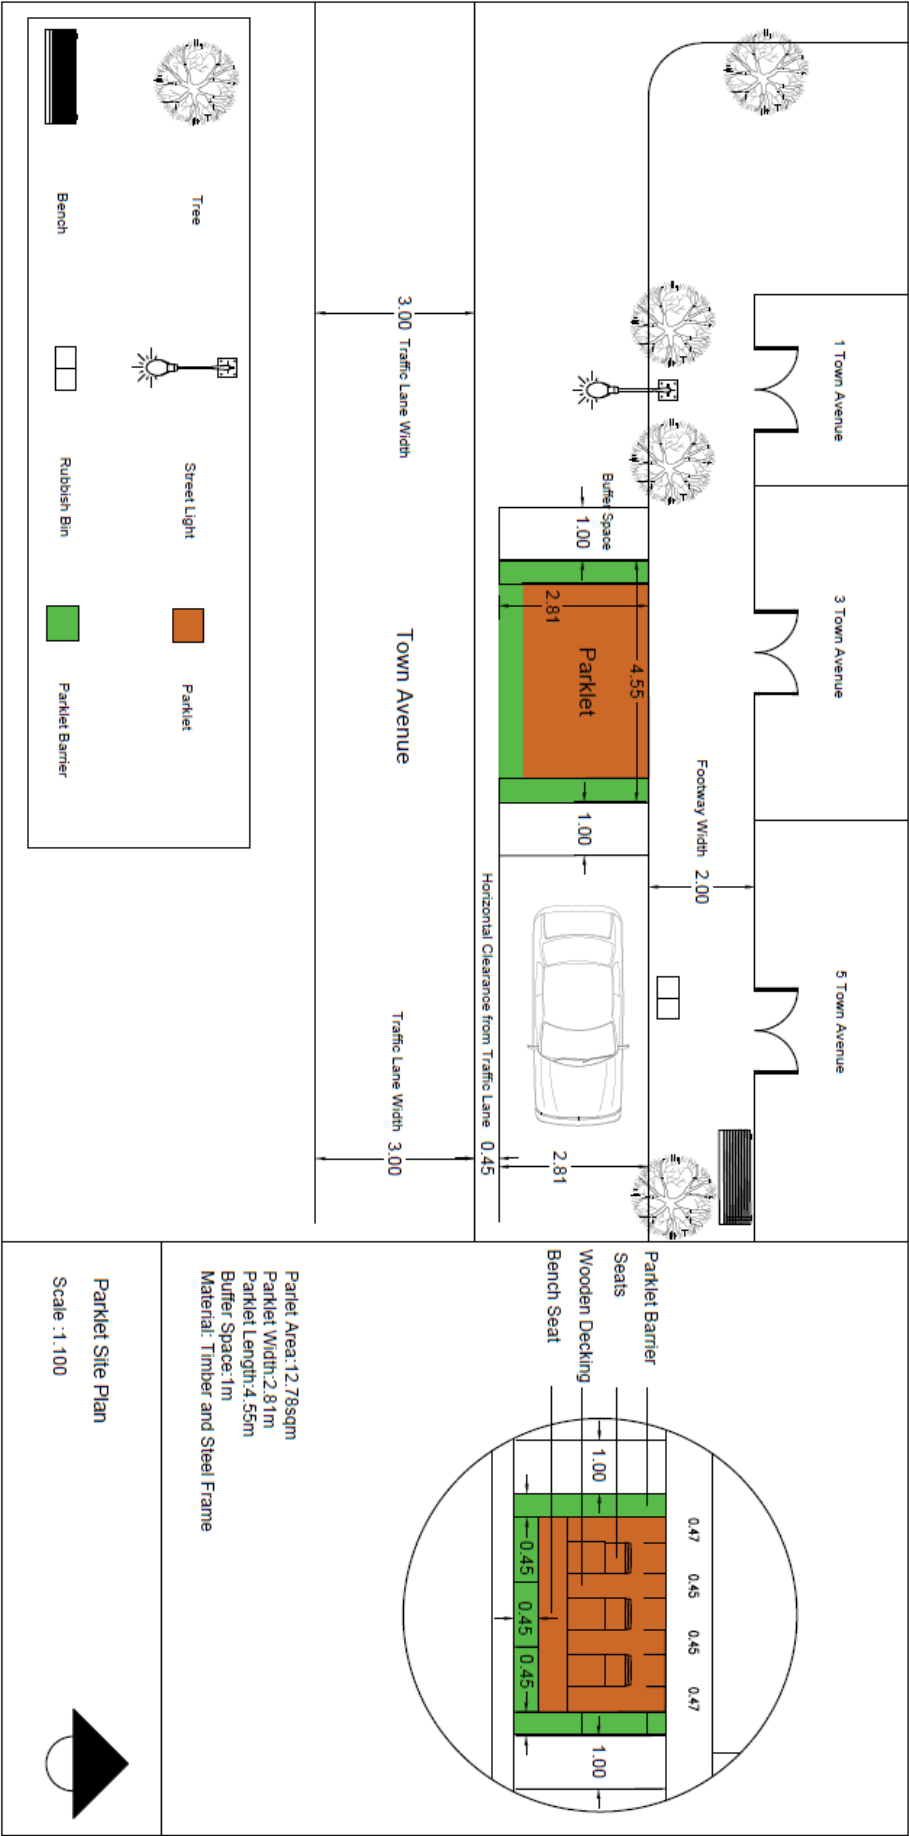 1 Town Avenue
3 Town Avenue
5 Town Avenue
Footway Width 2.00
Buffer Space
1.00
4.55
2.81
Parklet
1.00
2.81
Horizontal Clearance from Traffic Lane 0.45
3.00 Traffic Lane Width
Town Avenue
Traffic Lane Width 3.00
Tree
Street Light
Parklet
Bench
Rubbish Bin
Parklet Barrier
Parklet Barrier
Seats
Wooden Decking
Bench Seat
0.47
0.45
0.45
0.47
1.00
1.00
0.45
0.45
0.45
Parlet Area:12.78sqm
Parklet Width:2.81m
Parklet Length:4.55m
Buffer Space:1m
Material: Timber and Steel Frame
Parklet Site Plan
Scale :1.100